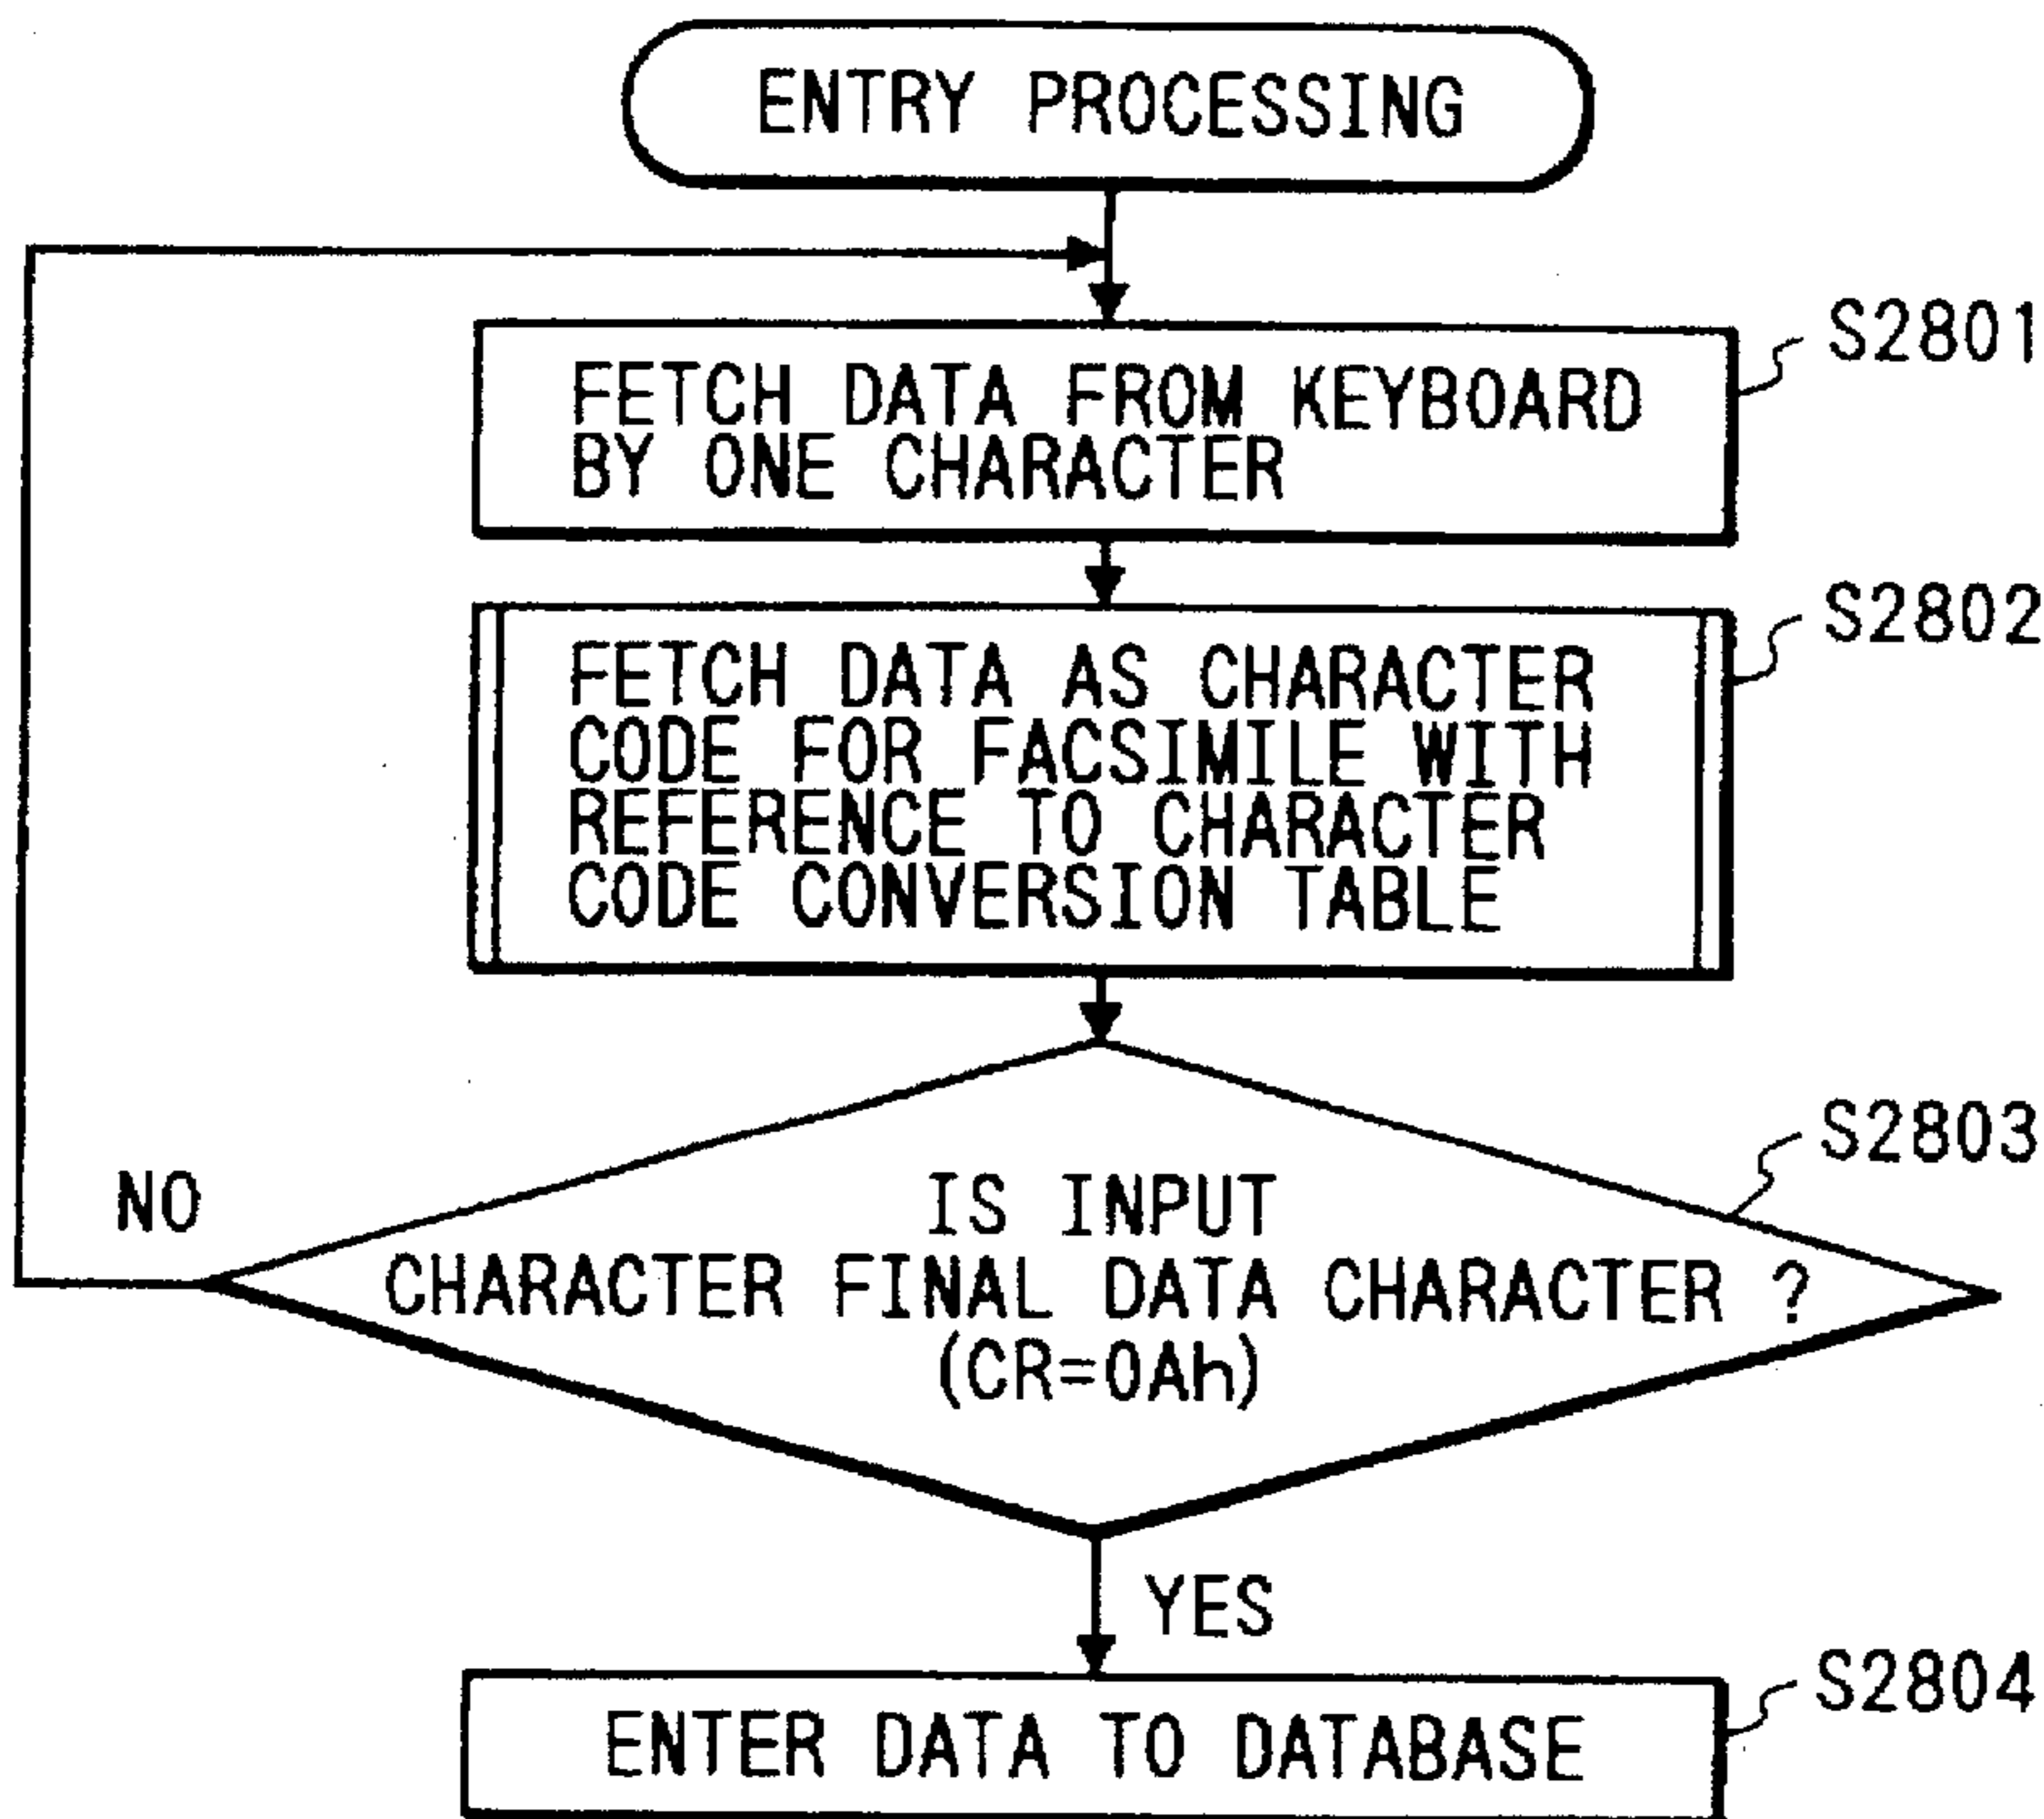 ENTRY PROCESSING
S2801
FETCH DATA FROM KEYBOARD
BY ONE CHARACTER
S2802
FETCH DATA AS CHARACTER
CODE FOR FACSIMILE WITH
REFERENCE TO CHARACTER
CODE CONVERSION TABLE
S2803
NO
IS INPUT
CHARACTER FINAL DATA CHARACTER ?
(CR=0Ah)
YES
S2804
ENTER DATA TO DATABASE